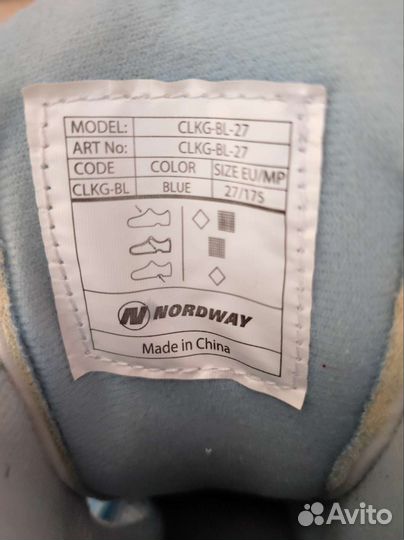 MODEL: CLKG-BL-27
ART No: CLKG-BL-27
CODE COLOR SIZE EU/MP
CLKG-BL BLUE 27/17S
NORDWAY
Made in China
Avito